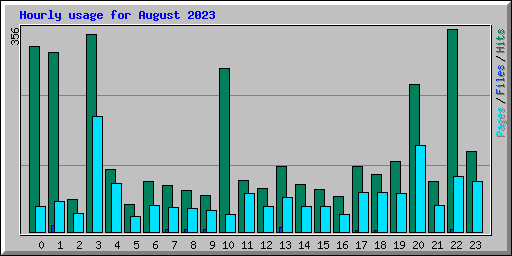 Hourly usage for August 2023
356
Pages/Files/Hits
0 1 2 3 4 5 6 7 8 9 10 11 12 13 14 15 16 17 18 19 20 21 22 23